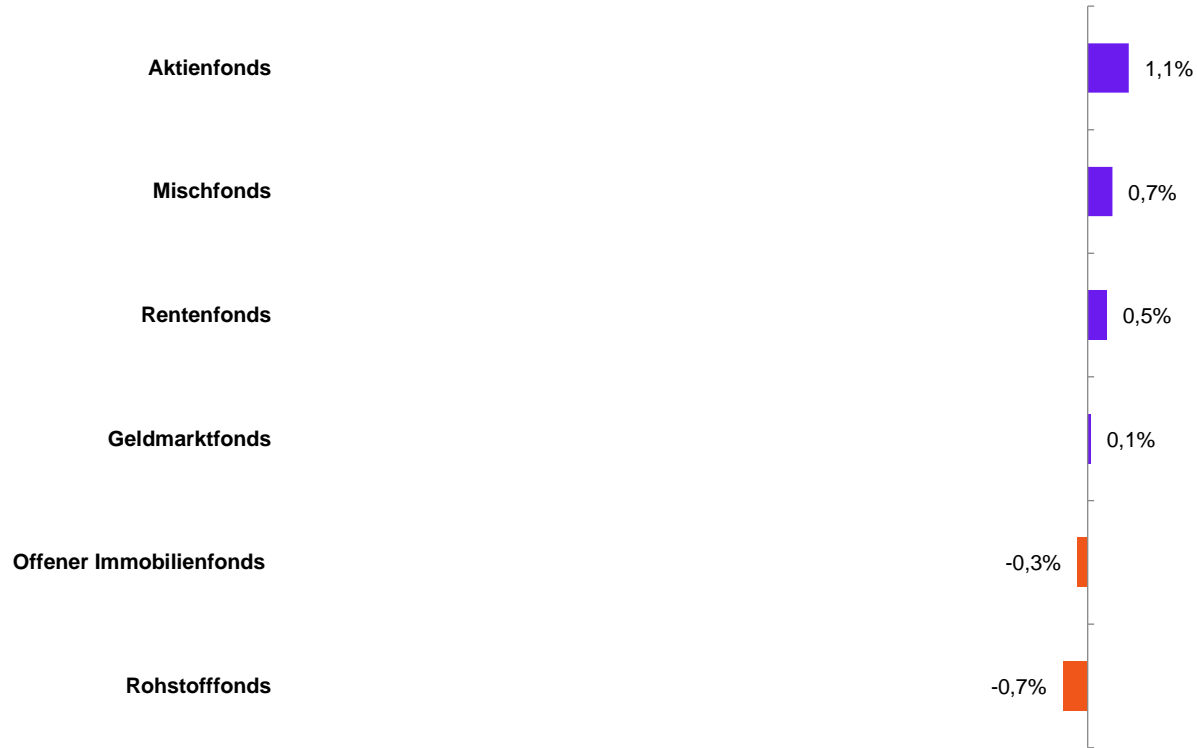 Aktienfonds 1,1%
Mischfonds 0,7%
Rentenfonds 0,5%
Geldmarktfonds 0,1%
Offener Immobilienfonds -0,3%
Rohstofffonds -0,7%